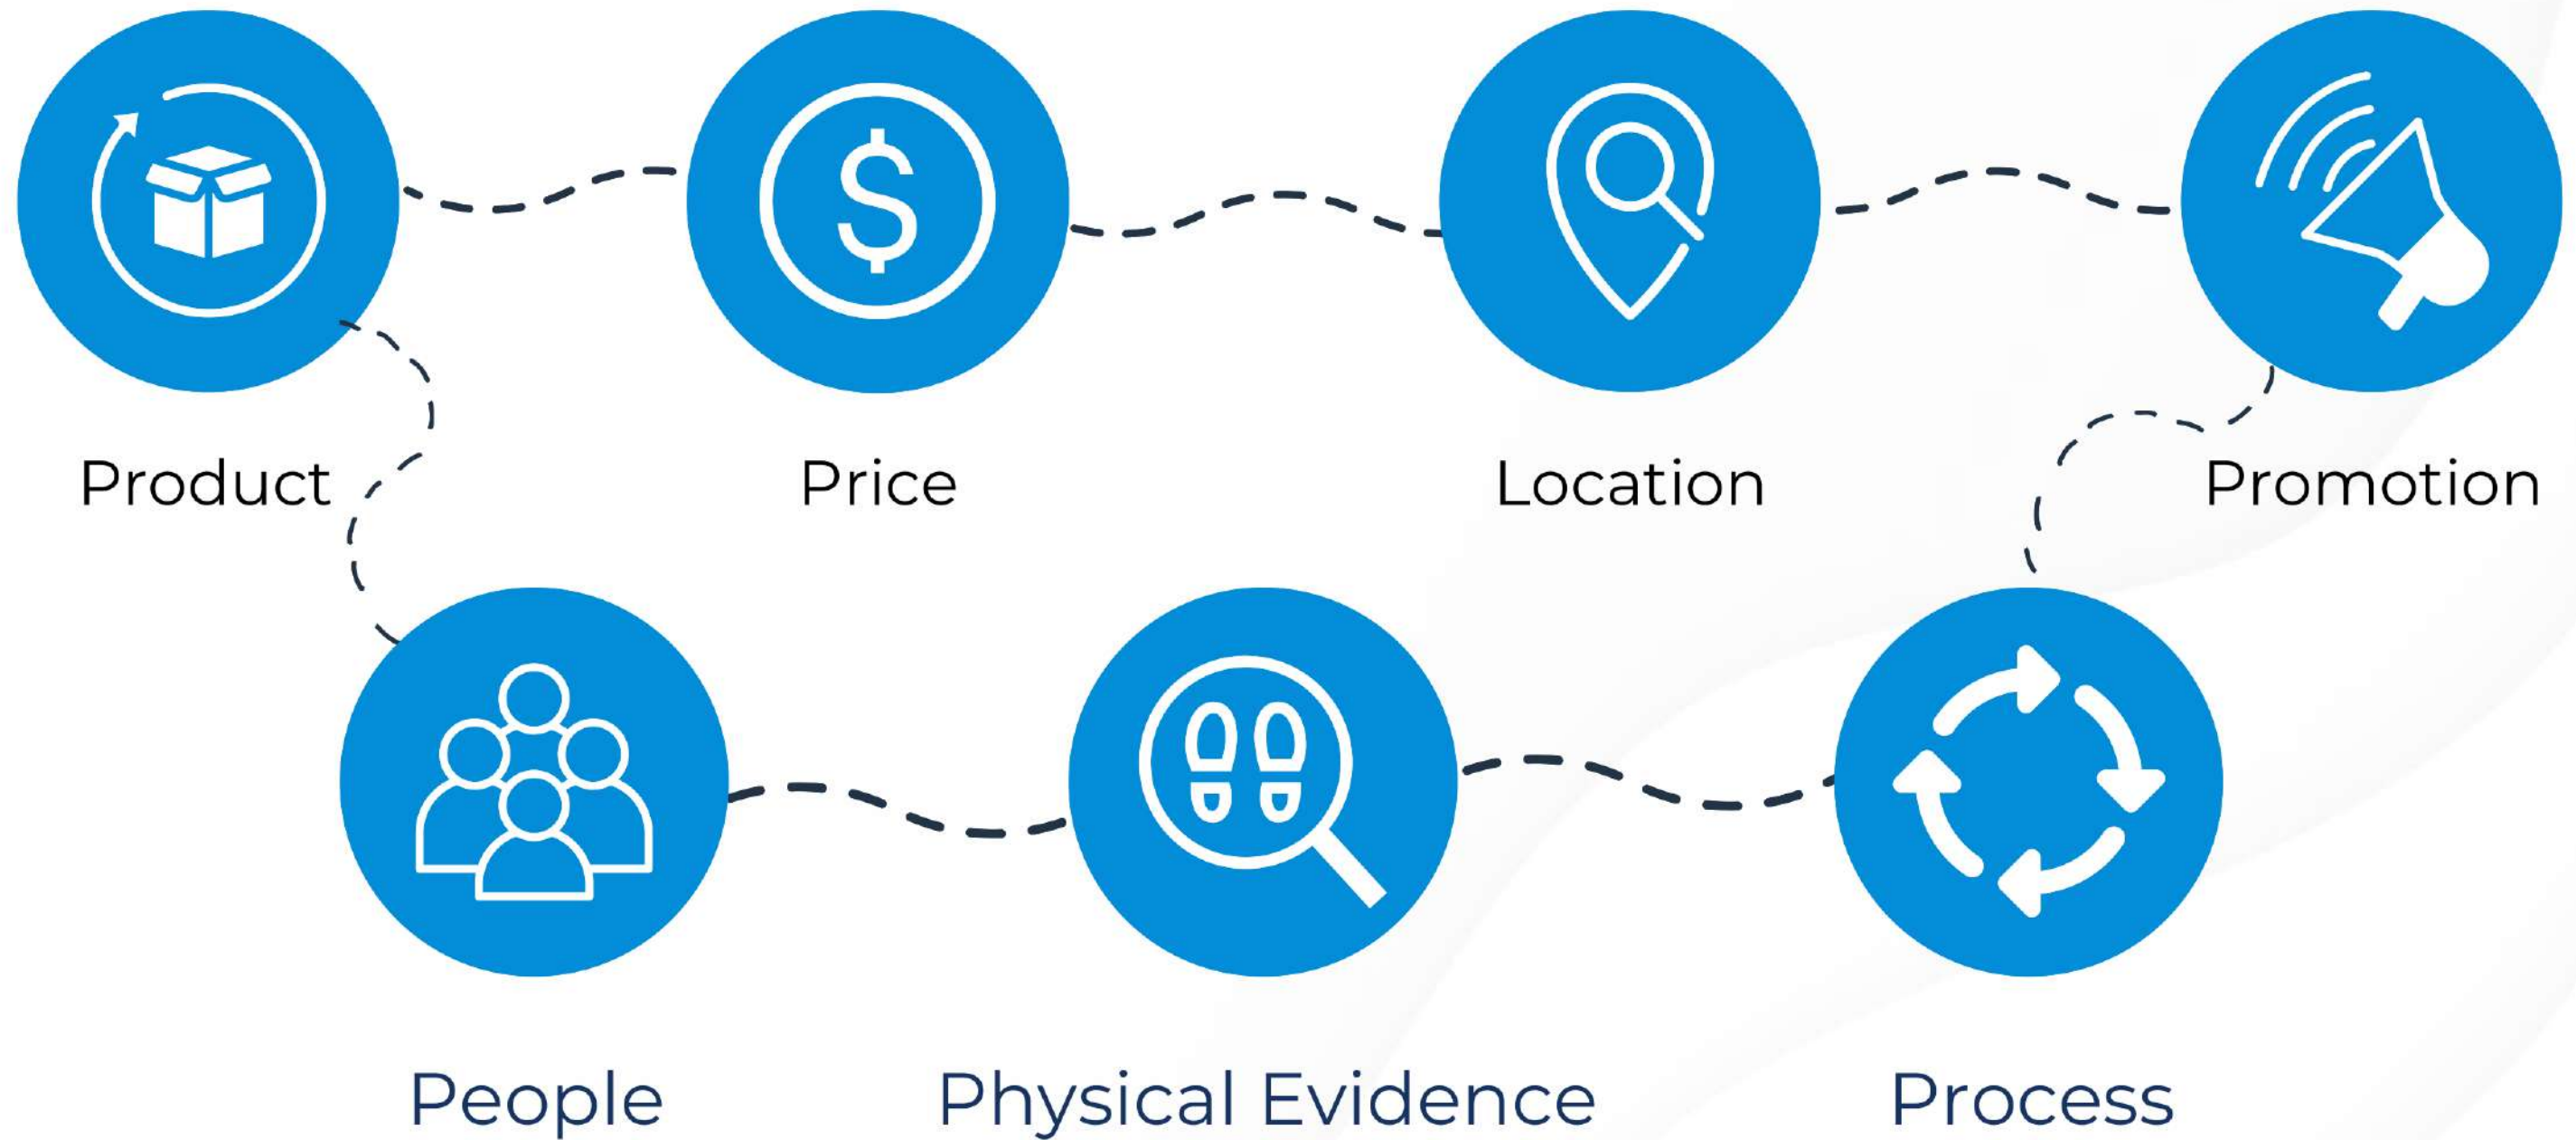 Product
Price
Location
Promotion
People
Physical Evidence
Process